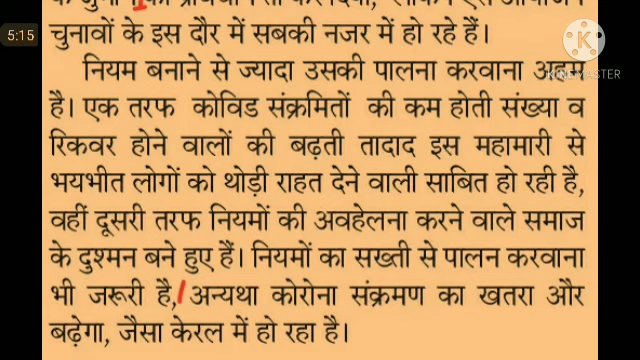 चुनावों के इस दौर में सबकी नजर में हो रहे हैं।
नियम बनाने से ज्यादा उसकी पालना करवाना अहम
है। एक तरफ कोविड संक्रमितों की कम होती संख्या व
रिकवर होने वालों की बढ़ती तादाद इस महामारी से
भयभीत लोगों को थोड़ी राहत देने वाली साबित हो रही है,
वहीं दूसरी तरफ नियमों की अवहेलना करने वाले समाज
के दुश्मन बने हुए हैं। नियमों का सख्ती से पालन करवाना
भी जरूरी है, अन्यथा कोरोना संक्रमण का खतरा और
बढ़ेगा, जैसा केरल में हो रहा है।
5:15
KINEMASTER